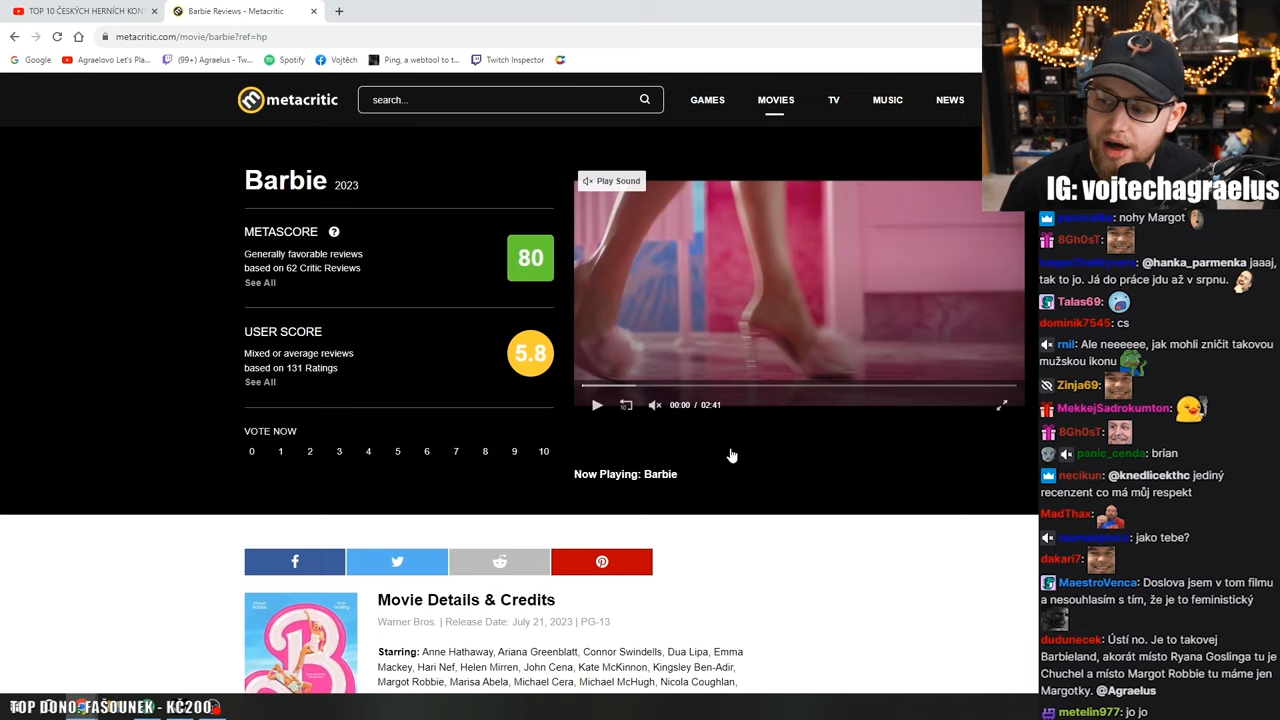 TOP 10 ČESKÝCH HERNÍCH KON
Barbie Reviews - Metacritic
metacritic.com/movie/barbie?ref=hp
Google
Agraelovo Let's Pla...
(99+) Agraelus - Tw...
Spotify
Vojtěch
Ping, a webtool to t...
Twitch Inspector
metacritic
search...
GAMES
MOVIES
TV
MUSIC
NEWS
Barbie 2023
METASCORE
Generally favorable reviews
based on 62 Critic Reviews
See All
80
USER SCORE
Mixed or average reviews
based on 131 Ratings
See All
5.8
VOTE NOW
0 1 2 3 4 5 6 7 8 9 10
Play Sound
00:00 / 02:41
Now Playing: Barbie
Movie Details & Credits
Warner Bros. | Release Date: July 21, 2023 | PG-13
Starring: Anne Hathaway, Ariana Greenblatt, Connor Swindells, Dua Lipa, Emma
Mackey, Hari Nef, Helen Mirren, John Cena, Kate McKinnon, Kingsley Ben-Adir,
Margot Robbie, Marisa Abela, Michael Cera, Michael McHugh, Nicola Coughlan,
TOP DONO: FAŠOUNEK - KČ200
IG: vojtechagraelus
: nohy Margot
8Gh0sT:
@hanka_parmenka jaaaj,
tak to jo. Já do práce jdu až v srpnu.
Talas69:
dominik7545: cs
rnil: Ale neeeeee, jak mohli zničit takovou
mužskou ikonu
Zinja69:
MekkejSadrokumton:
8Gh0sT:
panic_cenda: brian
necikun: @knedlicekthc jediný
recenzent co má můj respekt
MadThax:
: jako tebe?
dakari7:
MaestroVenca: Doslova jsem v tom filmu
a nesouhlasím s tím, že je to feministický
dudunecek: Ústí no. Je to takovej
Barbieland, akorát místo Ryana Goslinga tu je
Chuchel a místo Margot Robbie tu máme jen
Margotky. @Agraelus
metelin977: jo jo